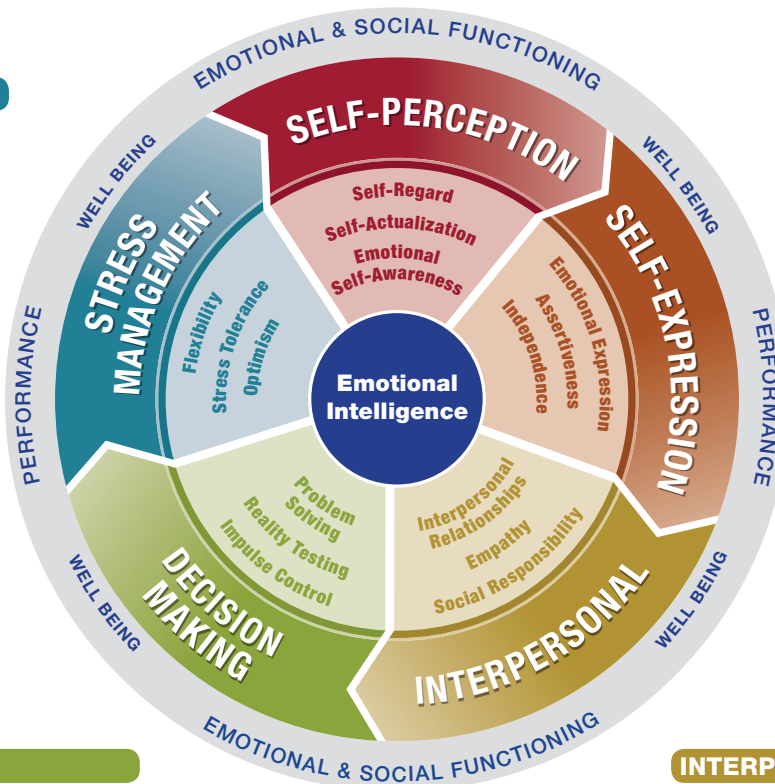 EMOTIONAL & SOCIAL FUNCTIONING
WELL BEING
WELL BEING
PERFORMANCE
PERFORMANCE
WELL BEING
WELL BEING
EMOTIONAL & SOCIAL FUNCTIONING
SELF-PERCEPTION
Self-Regard
Self-Actualization
Emotional
Self-Awareness
SELF-EXPRESSION
Emotional Expression
Assertiveness
Independence
INTERPERSONAL
Interpersonal
Relationships
Empathy
Social Responsibility
DECISION
MAKING
Problem
Solving
Reality Testing
Impulse Control
STRESS
MANAGEMENT
Flexibility
Stress Tolerance
Optimism
Emotional
Intelligence
INTERP